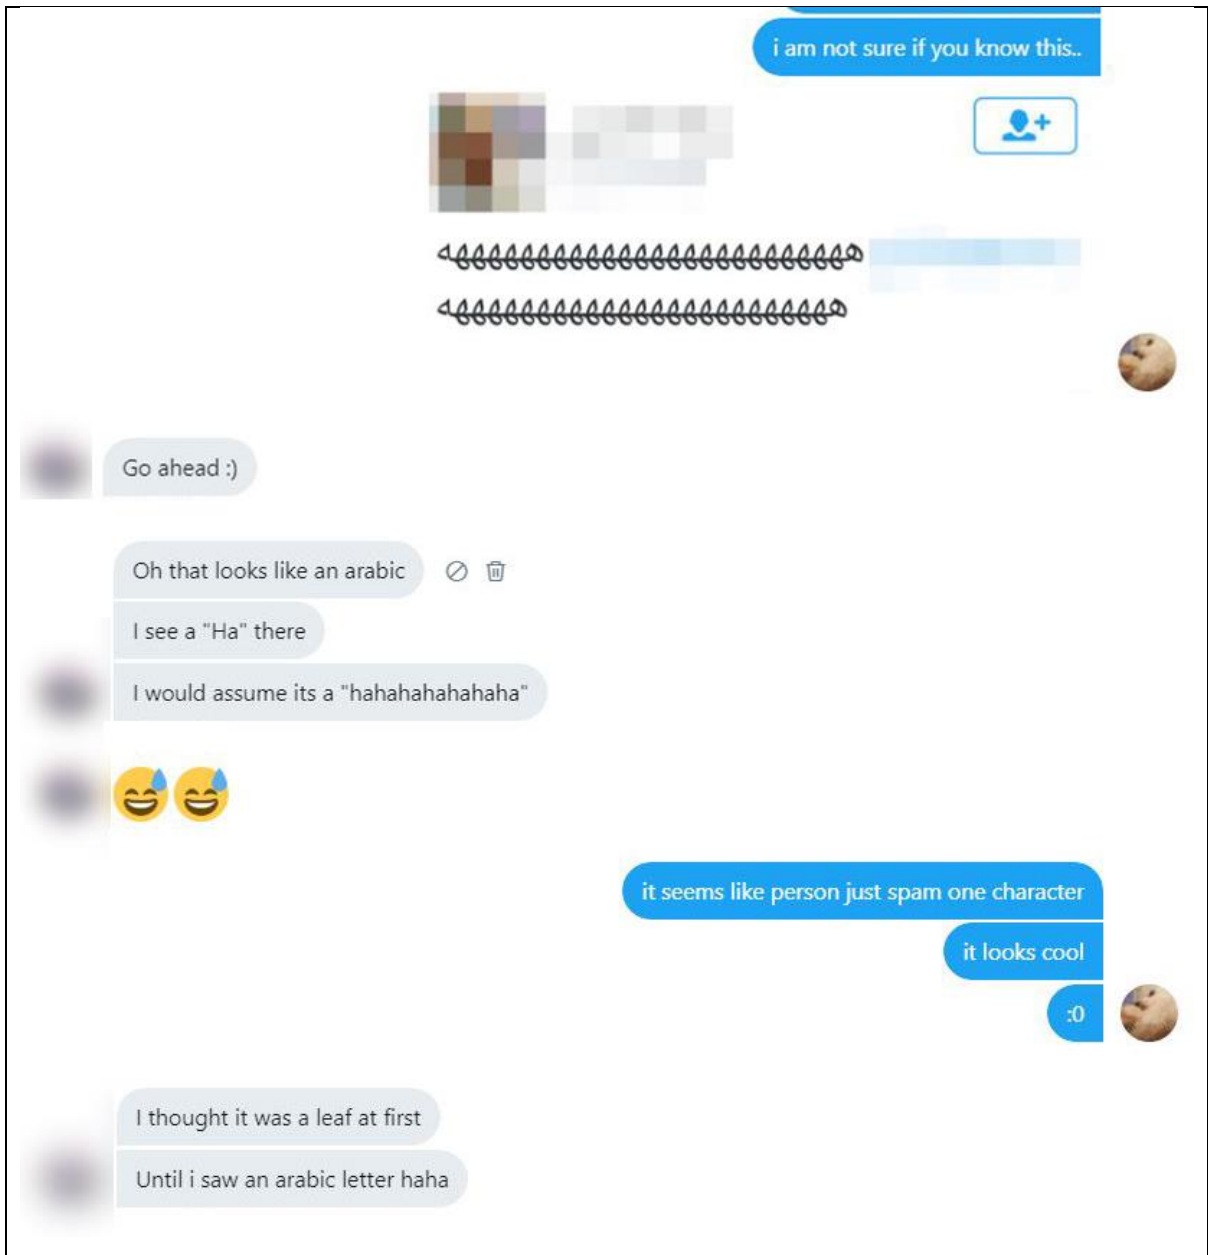 i am not sure if you know this..
هههههههههههههههههههههههههه
ههههههههههههههههههههههههه
Go ahead :)
Oh that looks like an arabic
I see a "Ha" there
I would assume its a "hahahahahahaha"
😅😅
it seems like person just spam one character
it looks cool
:0
I thought it was a leaf at first
Until i saw an arabic letter haha